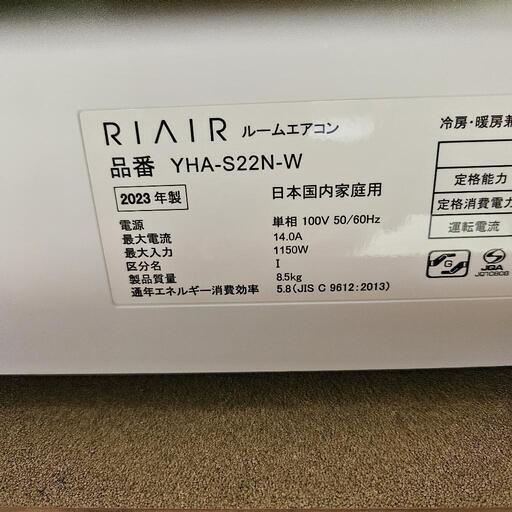 RIAIR ルームエアコン
品番 YHA-S22N-W
2023 年製 日本国内家庭用
電源 単相 100V 50/60Hz
最大電流 14.0A
最大入力 1150W
区分名 I
製品質量 8.5kg
通年エネルギー消費効率 5.8(JIS C 9612:2013)
冷房・暖房兼
定格能力
定格消費電力
運転電流
G
JQA
JQ10808